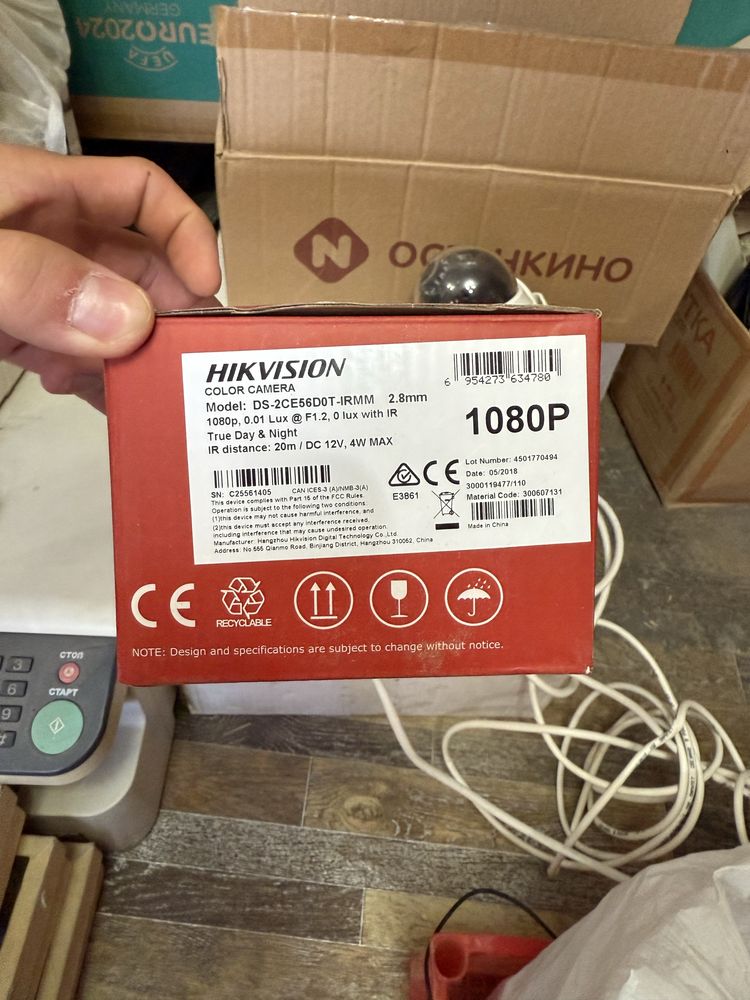 EURO2024
GERMANY
UEFA
N
HIKVISION
COLOR CAMERA
Model: DS-2CE56D0T-IRMM 2.8mm
1080p, 0.01 Lux @ F1.2, 0 lux with IR
True Day & Night
IR distance: 20m / DC 12V, 4W MAX
6 954273 634780
1080P
SN: C25561405
CAN ICES-3 (A)/NMB-3(A)
This device complies with Part 15 of the FCC Rules.
Operation is subject to the following two conditions.
(1)this device may not cause harmful interference, and
(2)this device must accept any interference received,
including interference that may cause undesired operation.
Manufacturer: Hangzhou Hikvision Digital Technology Co.,Ltd.
Address: No 555 Qianmo Road, Binjiang District, Hangzhou 310052, China
E3861
CE
Lot Number: 4501770494
Date: 05/2018
3000119477/110
Material Code: 300607131
Made in China
CE
RECYCLABLE
NOTE: Design and specifications are subject to change without notice.
3
6
9
#
СТОП
СТАРТ